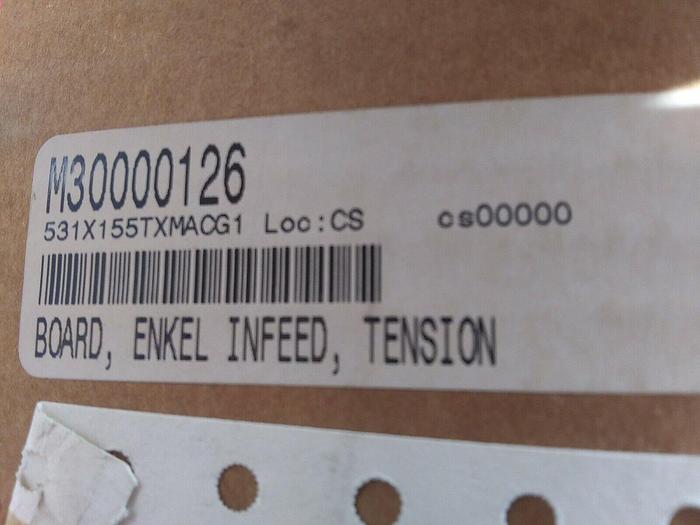 M30000126
531X155TXMACG1 Loc:CS cs00000
BOARD, ENKEL INFEED, TENSION